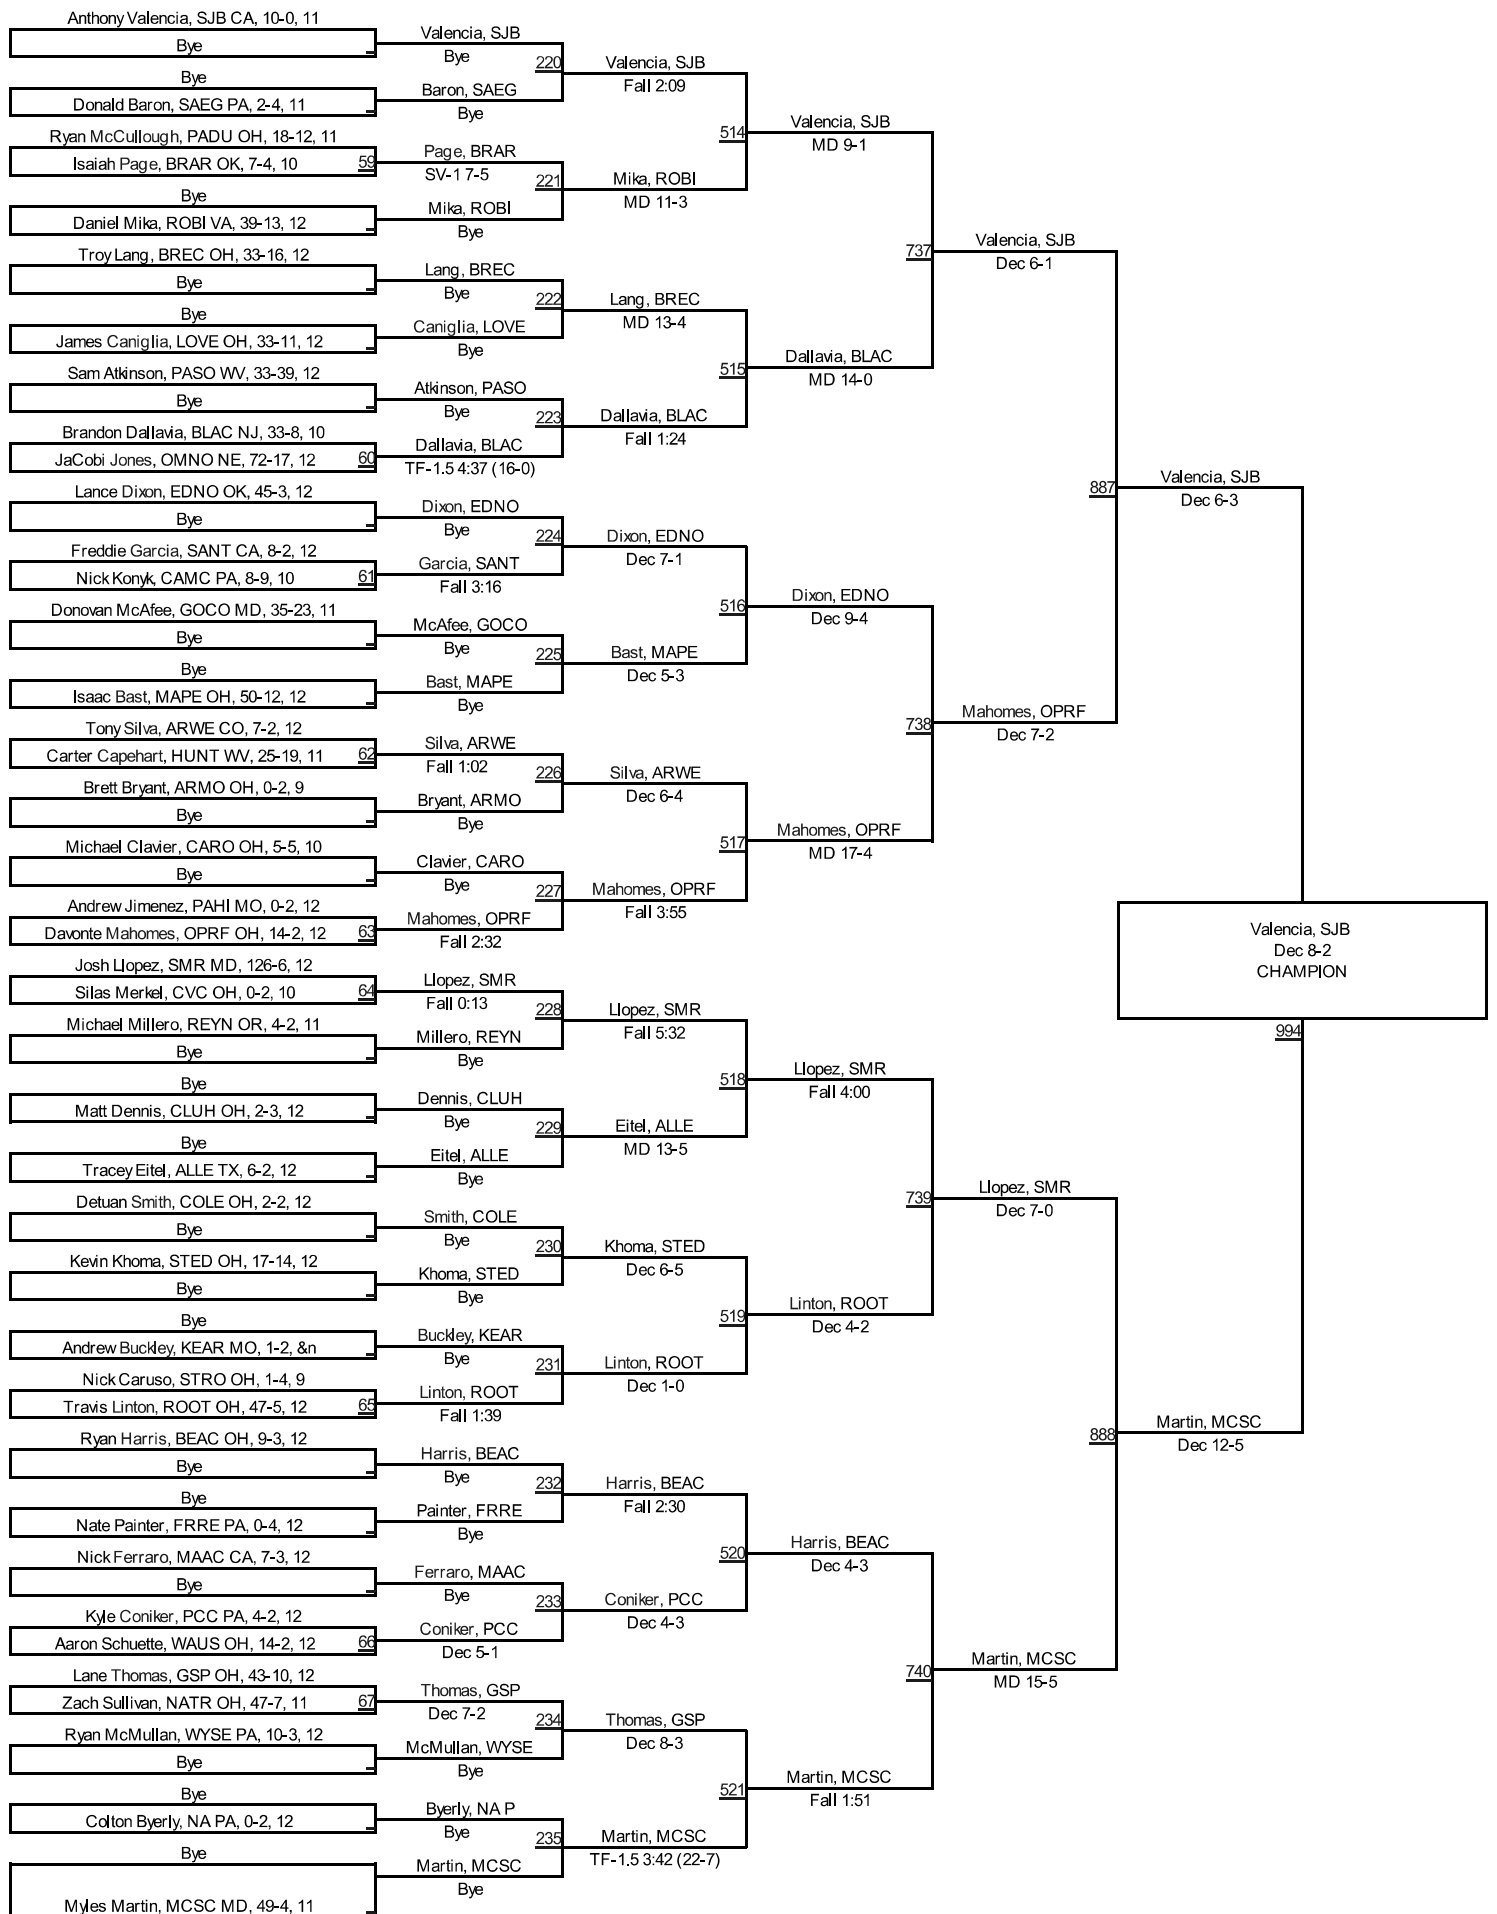 Anthony Valencia, SJB CA, 10-0, 11
Bye
Bye
Donald Baron, SAEG PA, 2-4, 11
Ryan McCullough, PADU OH, 18-12, 11
Isaiah Page, BRAR OK, 7-4, 10
59
Bye
Daniel Mika, ROBI VA, 39-13, 12
Troy Lang, BREC OH, 33-16, 12
Bye
Bye
James Caniglia, LOVE OH, 33-11, 12
Sam Atkinson, PASO WV, 33-39, 12
Bye
Brandon Dallavia, BLAC NJ, 33-8, 10
JaCobi Jones, OMNO NE, 72-17, 12
60
Lance Dixon, EDNO OK, 45-3, 12
Bye
Freddie Garcia, SANT CA, 8-2, 12
Nick Konyk, CAMC PA, 8-9, 10
61
Donovan McAfee, GOCO MD, 35-23, 11
Bye
Bye
Isaac Bast, MAPE OH, 50-12, 12
Tony Silva, ARWE CO, 7-2, 12
Carter Capehart, HUNT WV, 25-19, 11
62
Brett Bryant, ARMO OH, 0-2, 9
Bye
Michael Clavier, CARO OH, 5-5, 10
Bye
Andrew Jimenez, PAHI MO, 0-2, 12
Davonte Mahomes, OPRF OH, 14-2, 12
63
Josh Llopez, SMR MD, 126-6, 12
Silas Merkel, CVC OH, 0-2, 10
64
Michael Millero, REYN OR, 4-2, 11
Bye
Bye
Matt Dennis, CLUH OH, 2-3, 12
Bye
Tracey Eitel, ALLE TX, 6-2, 12
Detuan Smith, COLE OH, 2-2, 12
Bye
Kevin Khoma, STED OH, 17-14, 12
Bye
Bye
Andrew Buckley, KEAR MO, 1-2, &n
Nick Caruso, STRO OH, 1-4, 9
Travis Linton, ROOT OH, 47-5, 12
65
Ryan Harris, BEAC OH, 9-3, 12
Bye
Bye
Nate Painter, FRRE PA, 0-4, 12
Nick Ferraro, MAAC CA, 7-3, 12
Bye
Kyle Coniker, PCC PA, 4-2, 12
Aaron Schuette, WAUS OH, 14-2, 12
66
Lane Thomas, GSP OH, 43-10, 12
Zach Sullivan, NATR OH, 47-7, 11
67
Ryan McMullan, WYSE PA, 10-3, 12
Bye
Bye
Colton Byerly, NA PA, 0-2, 12
Bye
Myles Martin, MCSC MD, 49-4, 11
Valencia, SJB
Bye
220
Baron, SAEG
Bye
Page, BRAR
SV-1 7-5
221
Mika, ROBI
Bye
Lang, BREC
Bye
222
Caniglia, LOVE
Bye
Atkinson, PASO
Bye
223
Dallavia, BLAC
TF-1.5 4:37 (16-0)
Dixon, EDNO
Bye
224
Garcia, SANT
Fall 3:16
McAfee, GOCO
Bye
225
Bast, MAPE
Bye
Silva, ARWE
Fall 1:02
226
Bryant, ARMO
Bye
Clavier, CARO
Bye
227
Mahomes, OPRF
Fall 2:32
Llopez, SMR
Fall 0:13
228
Millero, REYN
Bye
Dennis, CLUH
Bye
229
Eitel, ALLE
Bye
Smith, COLE
Bye
230
Khoma, STED
Bye
Buckley, KEAR
Bye
231
Linton, ROOT
Fall 1:39
Harris, BEAC
Bye
232
Painter, FRRE
Bye
Ferraro, MAAC
Bye
233
Coniker, PCC
Dec 5-1
Thomas, GSP
Dec 7-2
234
McMullan, WYSE
Bye
Byerly, NA P
Bye
235
Martin, MCSC
Bye
Valencia, SJB
Fall 2:09
514
Mika, ROBI
MD 11-3
Lang, BREC
MD 13-4
515
Dallavia, BLAC
Fall 1:24
Dixon, EDNO
Dec 7-1
516
Bast, MAPE
Dec 5-3
Silva, ARWE
Dec 6-4
517
Mahomes, OPRF
Fall 3:55
Llopez, SMR
Fall 5:32
518
Eitel, ALLE
MD 13-5
Khoma, STED
Dec 6-5
519
Linton, ROOT
Dec 1-0
Harris, BEAC
Fall 2:30
520
Coniker, PCC
Dec 4-3
Thomas, GSP
Dec 8-3
521
Martin, MCSC
TF-1.5 3:42 (22-7)
Valencia, SJB
MD 9-1
737
Dallavia, BLAC
MD 14-0
Dixon, EDNO
Dec 9-4
738
Mahomes, OPRF
MD 17-4
Llopez, SMR
Fall 4:00
739
Linton, ROOT
Dec 4-2
Harris, BEAC
Dec 4-3
740
Martin, MCSC
Fall 1:51
Valencia, SJB
Dec 6-1
887
Mahomes, OPRF
Dec 7-2
Llopez, SMR
Dec 7-0
888
Martin, MCSC
MD 15-5
Valencia, SJB
Dec 6-3
Martin, MCSC
Dec 12-5
Valencia, SJB
Dec 8-2
CHAMPION
994